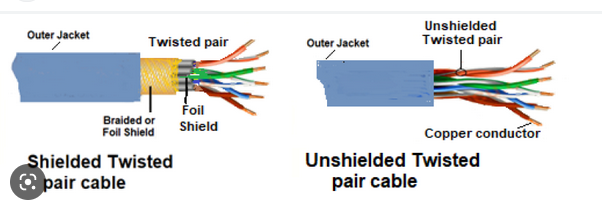 Outer Jacket
Twisted pair
Braided or
Foil Shield
Foil
Shield
Shielded Twisted
pair cable
Unshielded
Twisted pair
Outer Jacket
Copper conductor
Unshielded Twisted
pair cable